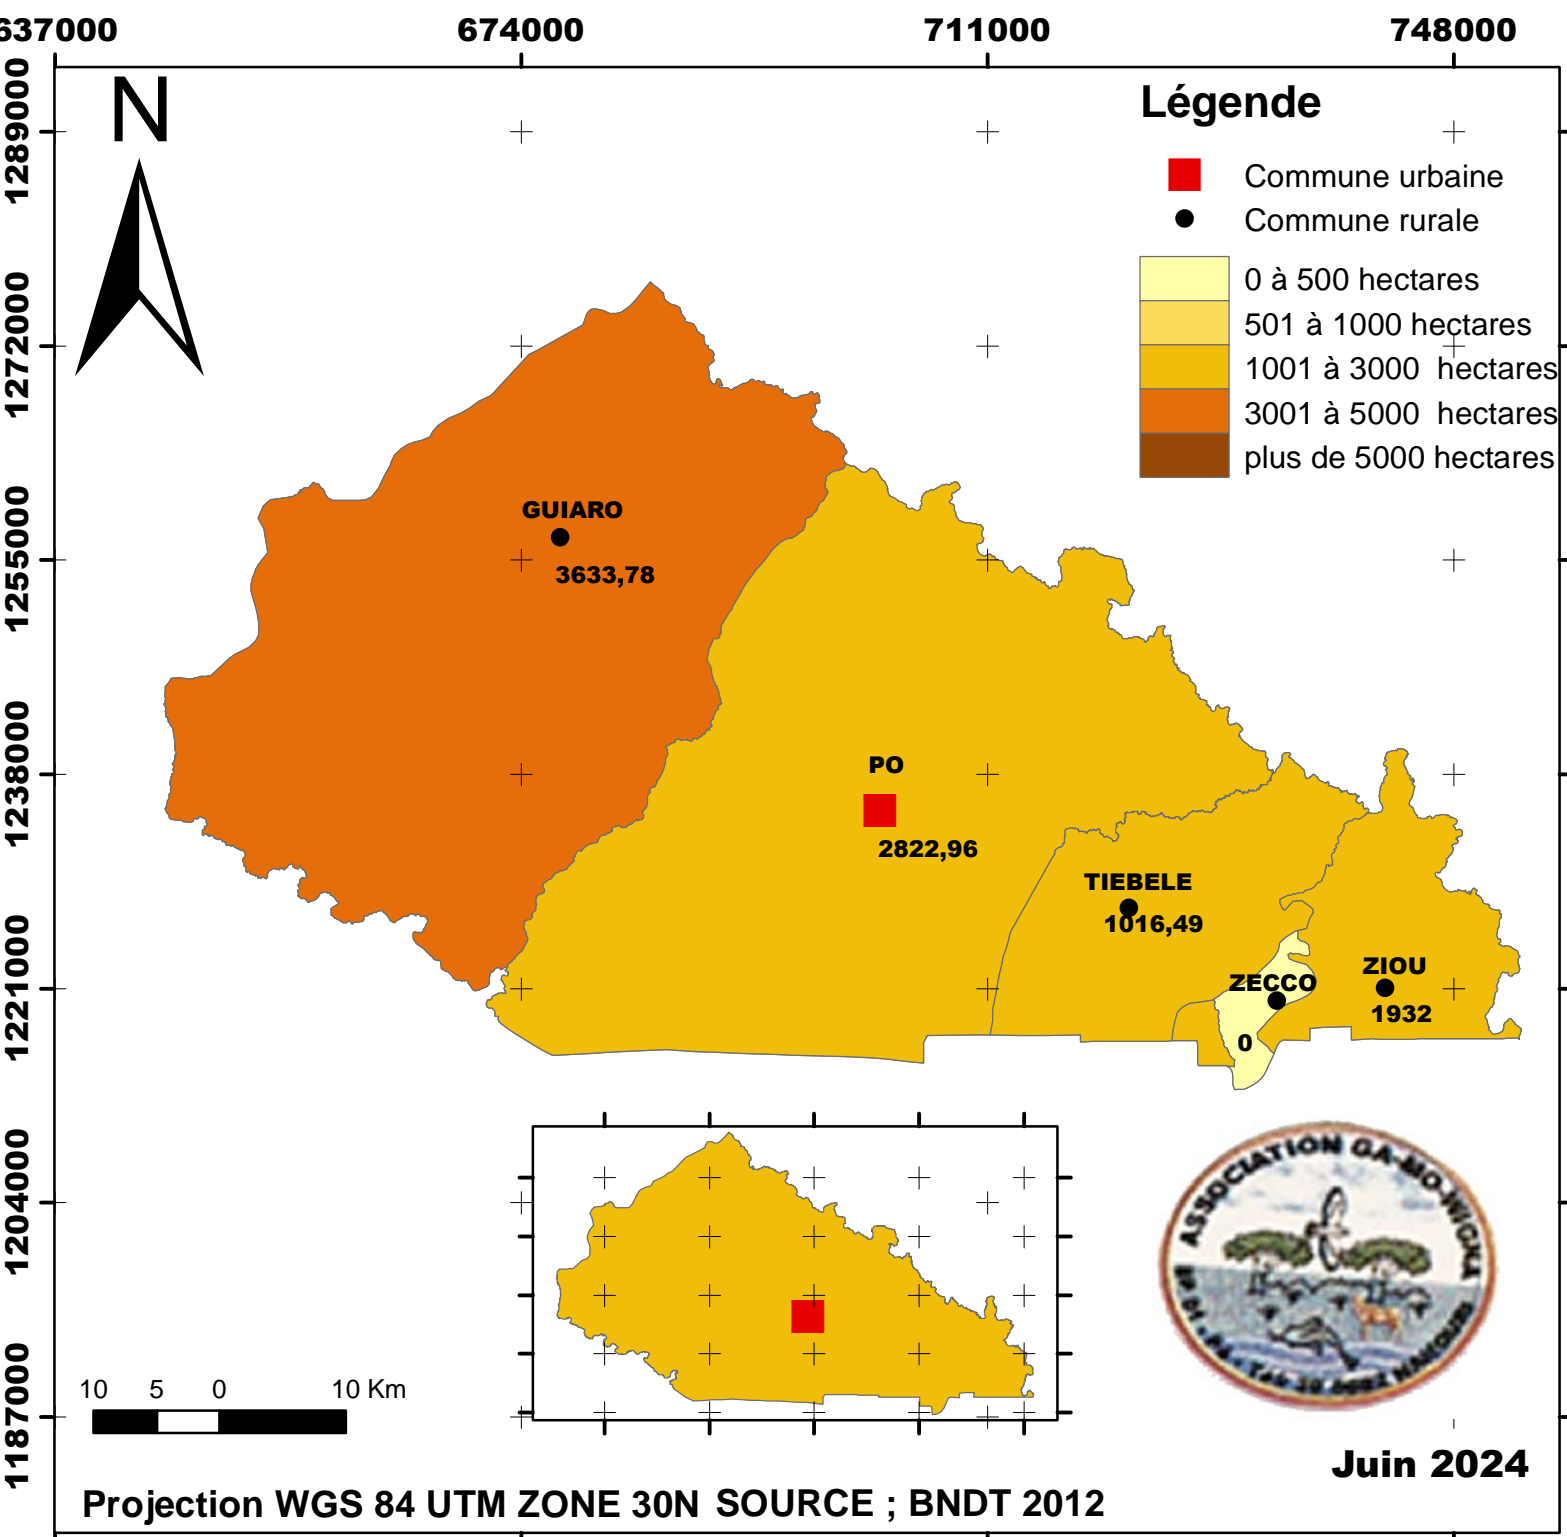 637000 674000 711000 748000
1289000
1272000
1255000
1238000
1221000
1204000
1187000
N
Légende
Commune urbaine
Commune rurale
0 à 500 hectares
501 à 1000 hectares
1001 à 3000 hectares
3001 à 5000 hectares
plus de 5000 hectares
GUIARO
3633,78
PO
2822,96
TIEBELE
1016,49
ZECCO
0
ZIOU
1932
ASSOCIATION GA-MO-WIGNA
10 5 0 10 Km
Juin 2024
Projection WGS 84 UTM ZONE 30N SOURCE ; BNDT 2012